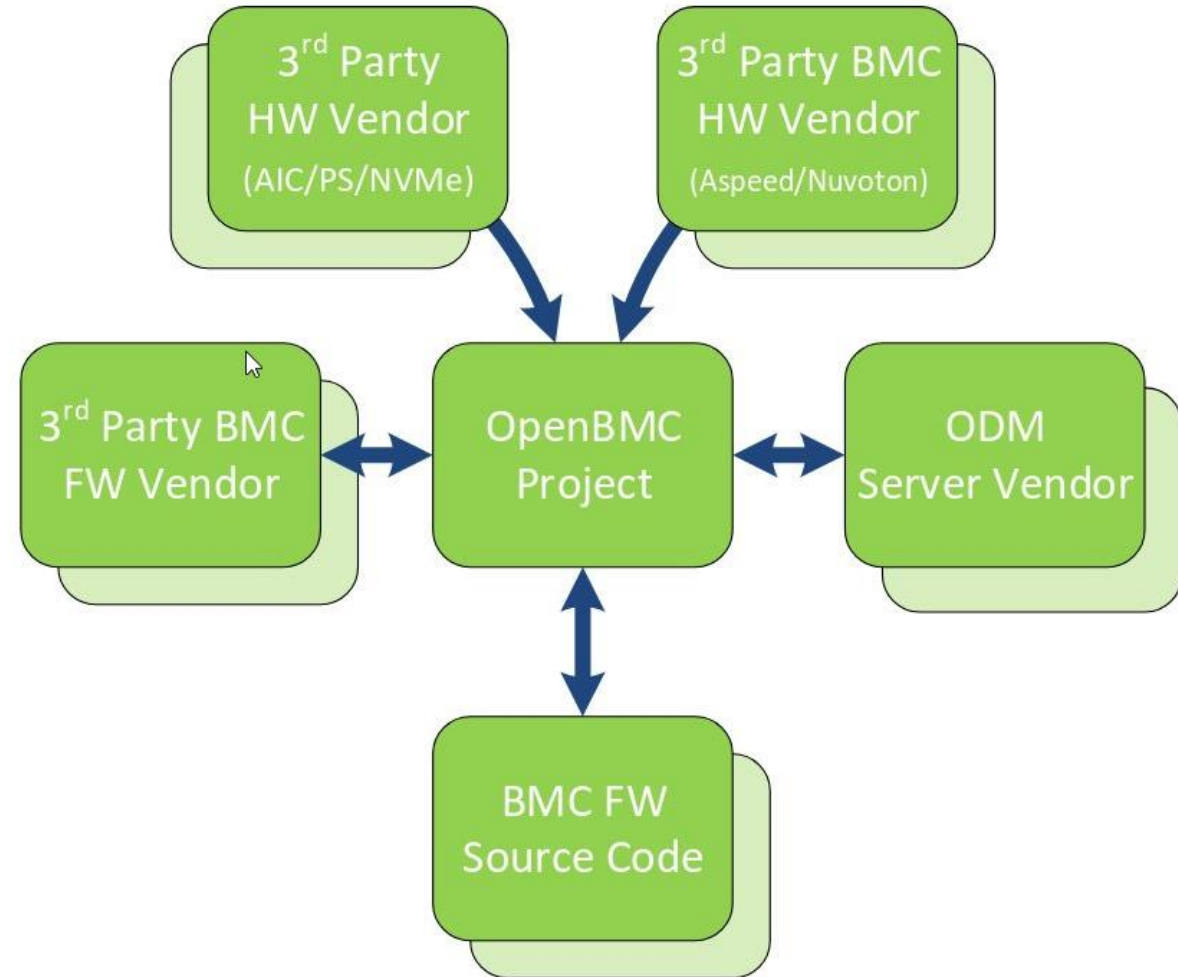 3rd Party
HW Vendor
(AIC/PS/NVMe)
3rd Party BMC
HW Vendor
(Aspeed/Nuvoton)
3rd Party BMC
FW Vendor
OpenBMC
Project
ODM
Server Vendor
BMC FW
Source Code